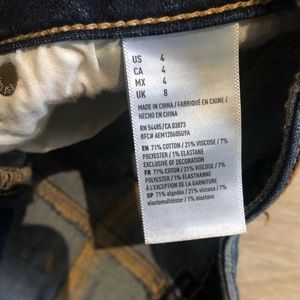 US 4
CA 4
MX 4
UK 8
MADE IN CHINA / FABRIQUÉ EN CHINE /
HECHO EN CHINA
RN 54485/CA 03873
EN 71% COTTON / 21% VISCOSE / 7%
POLYESTER / 1% ELASTANE
EXCLUSIVE OF DECORATION
FR 71% COTON / 21% VISCOSE / 7%
POLYESTER / 1% ÉLASTHANNE
À L'EXCEPTION DE LA GARNITURE
SP 71% algodón / 21% viscosa / 7%
elastomultiéster / 1% elastano